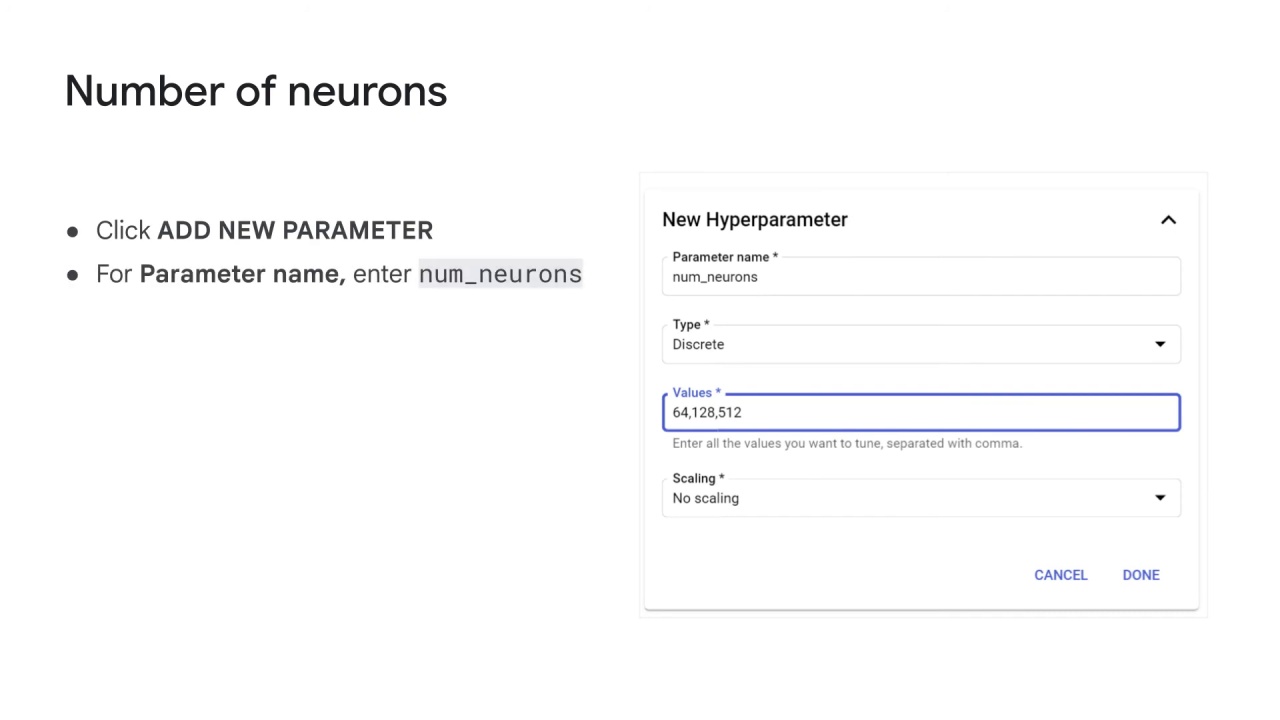 Number of neurons
● Click ADD NEW PARAMETER
● For Parameter name, enter num_neurons
New Hyperparameter
Parameter name *
num_neurons
Type *
Discrete
Values *
64,128,512
Enter all the values you want to tune, separated with comma.
Scaling *
No scaling
CANCEL DONE